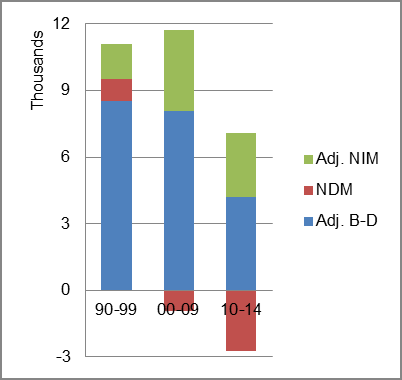 12
9
6
3
0
-3
Thousands
90-99
00-09
10-14
Adj. NIM
NDM
Adj. B-D